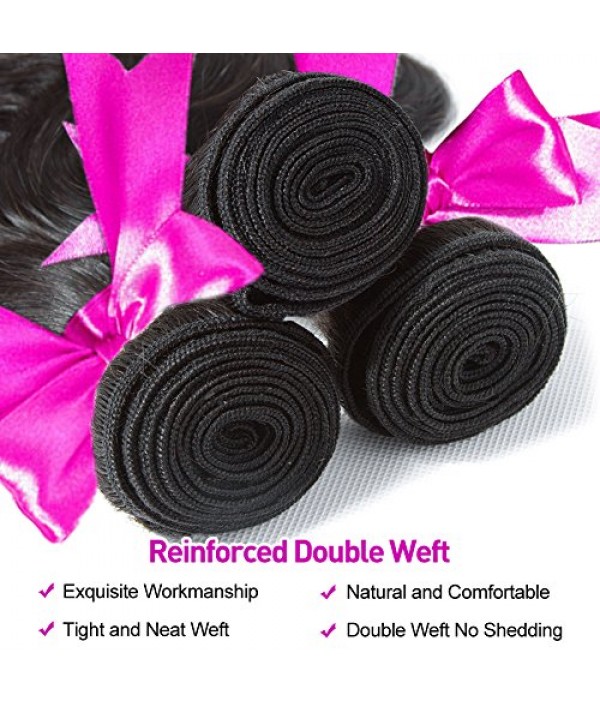 Reinforced Double Weft
✓ Exquisite Workmanship
✓ Natural and Comfortable
✓ Tight and Neat Weft
✓ Double Weft No Shedding